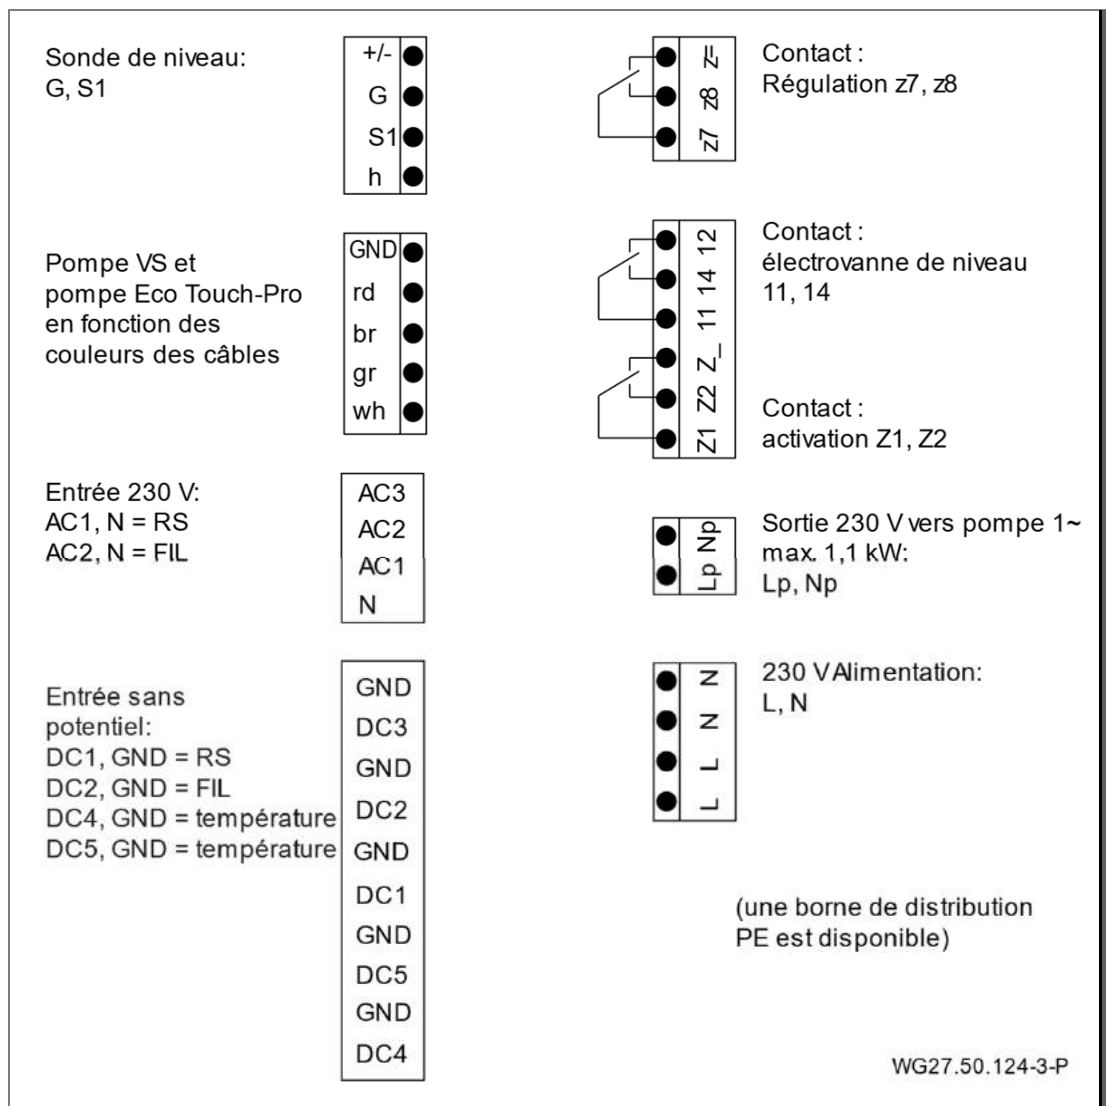 Sonde de niveau:
G, S1
+/-
G
S1
h
Pompe VS et
pompe Eco Touch-Pro
en fonction des
couleurs des câbles
GND
rd
br
gr
wh
Entrée 230 V:
AC1, N = RS
AC2, N = FIL
AC3
AC2
AC1
N
Entrée sans
potentiel:
DC1, GND = RS
DC2, GND = FIL
DC4, GND = température
DC5, GND = température
GND
DC3
GND
DC2
GND
DC1
GND
DC5
GND
DC4
z=
z8
z7
Contact :
Régulation z7, z8
12
14
11
Z_
Z2
Z1
Contact :
électrovanne de niveau
11, 14
Contact :
activation Z1, Z2
Np
Lp
Sortie 230 V vers pompe 1~
max. 1,1 kW:
Lp, Np
N
N
L
L
230 V Alimentation:
L, N
(une borne de distribution
PE est disponible)
WG27.50.124-3-P